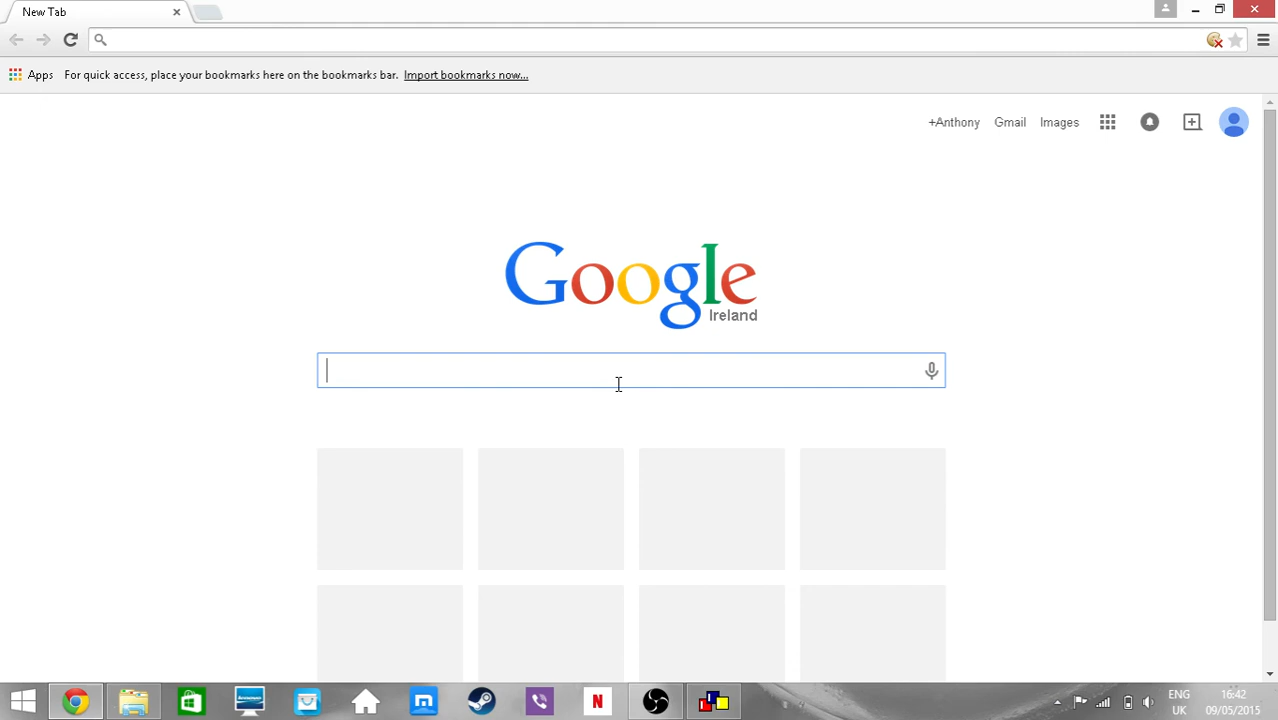 New Tab
Apps For quick access, place your bookmarks here on the bookmarks bar. Import bookmarks now...
+Anthony Gmail Images
Google
Ireland
N
ENG 16:42
UK 09/05/2015